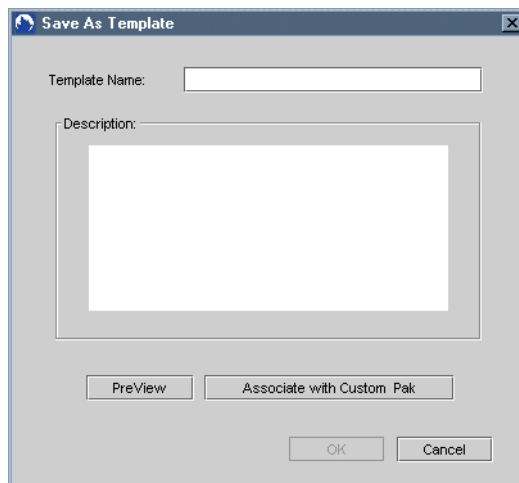 Save As Template
Template Name:
Description:
PreView
Associate with Custom Pak
OK
Cancel